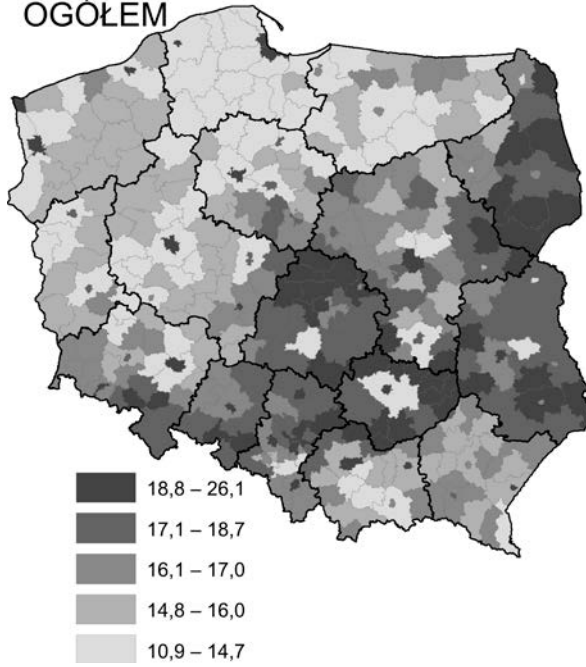 OGÓŁEM
18,8 – 26,1
17,1 – 18,7
16,1 – 17,0
14,8 – 16,0
10,9 – 14,7